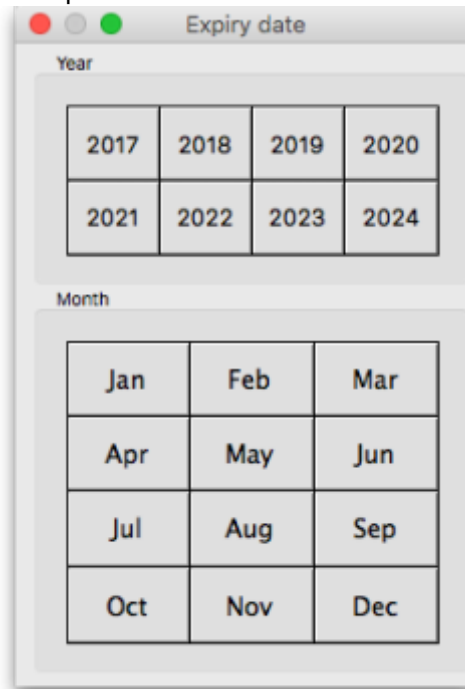 Expiry date
Year
2017 2018 2019 2020
2021 2022 2023 2024
Month
Jan Feb Mar
Apr May Jun
Jul Aug Sep
Oct Nov Dec